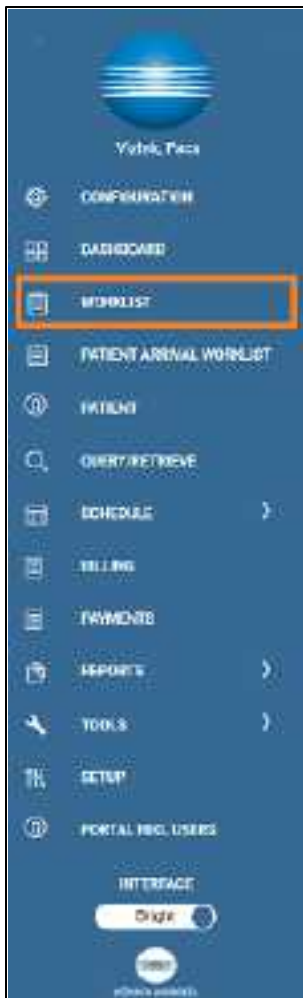 CONFIGURATION
DASHBOARD
WORKLIST
PATIENT ARRIVAL WORKLIST
PATIENT
QUERY/RETRIEVE
SCHEDULE
BILLING
PAYMENTS
REPORTS
TOOLS
SETUP
PORTAL REG. USERS
INTERFACE
Bright